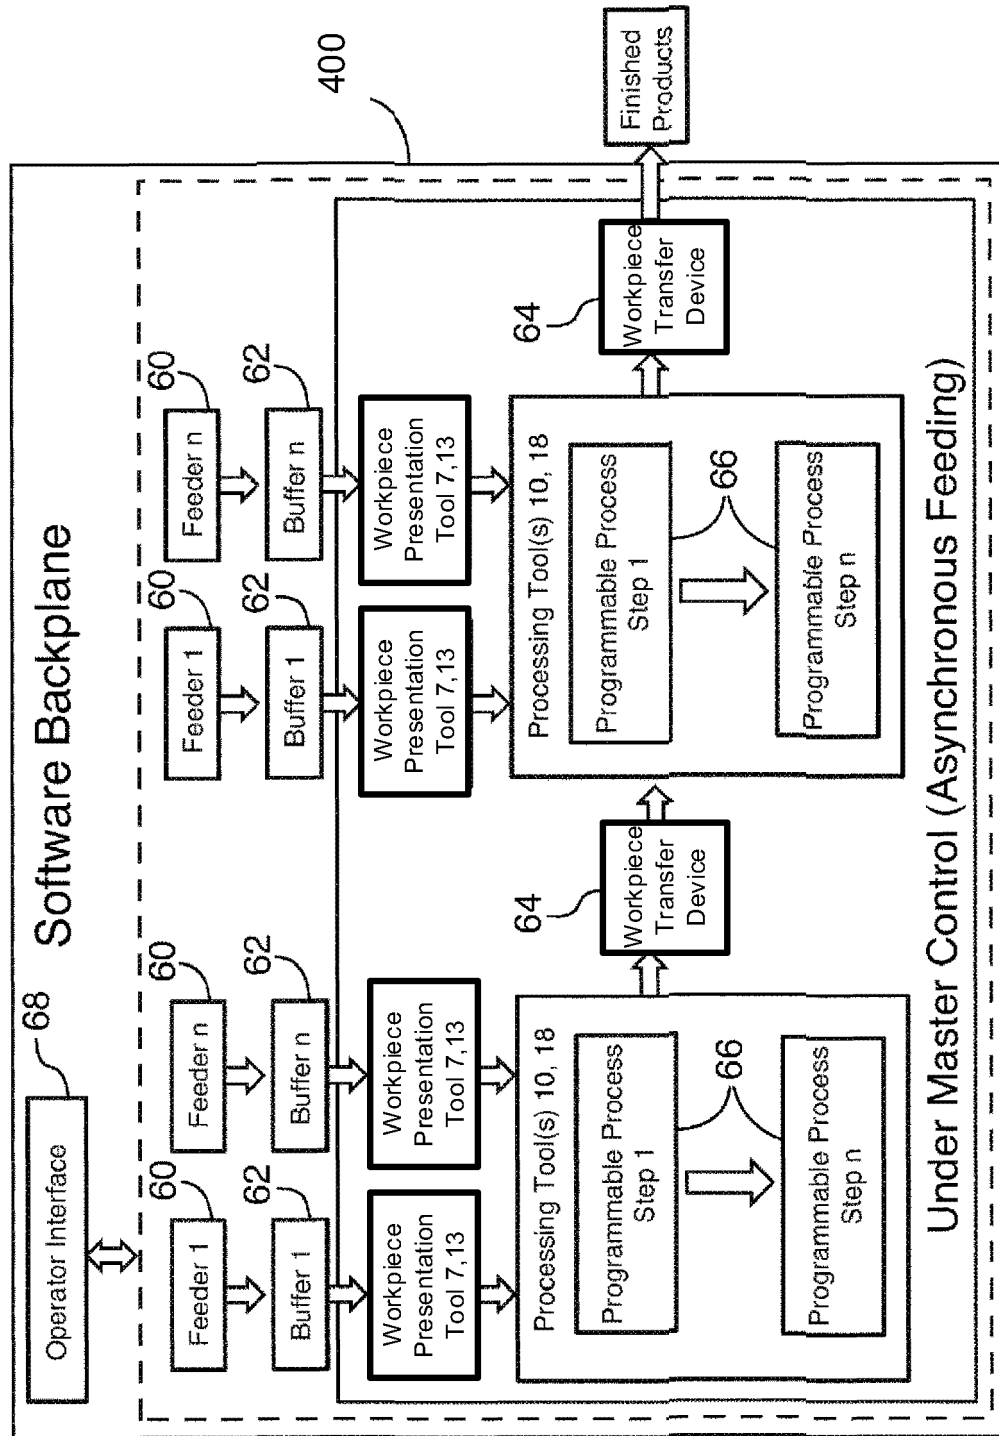 Software Backplane
Operator Interface
68
400
Feeder 1
60
Feeder n
60
Feeder 1
60
Feeder n
60
Buffer 1
62
Buffer n
62
Buffer 1
62
Buffer n
62
Workpiece
Presentation
Tool 7,13
Workpiece
Presentation
Tool 7,13
Workpiece
Presentation
Tool 7,13
Workpiece
Presentation
Tool 7,13
Processing Tool(s) 10, 18
Programmable Process
Step 1
66
Programmable Process
Step n
64
Workpiece
Transfer
Device
Processing Tool(s) 10, 18
Programmable Process
Step 1
66
Programmable Process
Step n
64
Workpiece
Transfer
Device
Finished
Products
Under Master Control (Asynchronous Feeding)